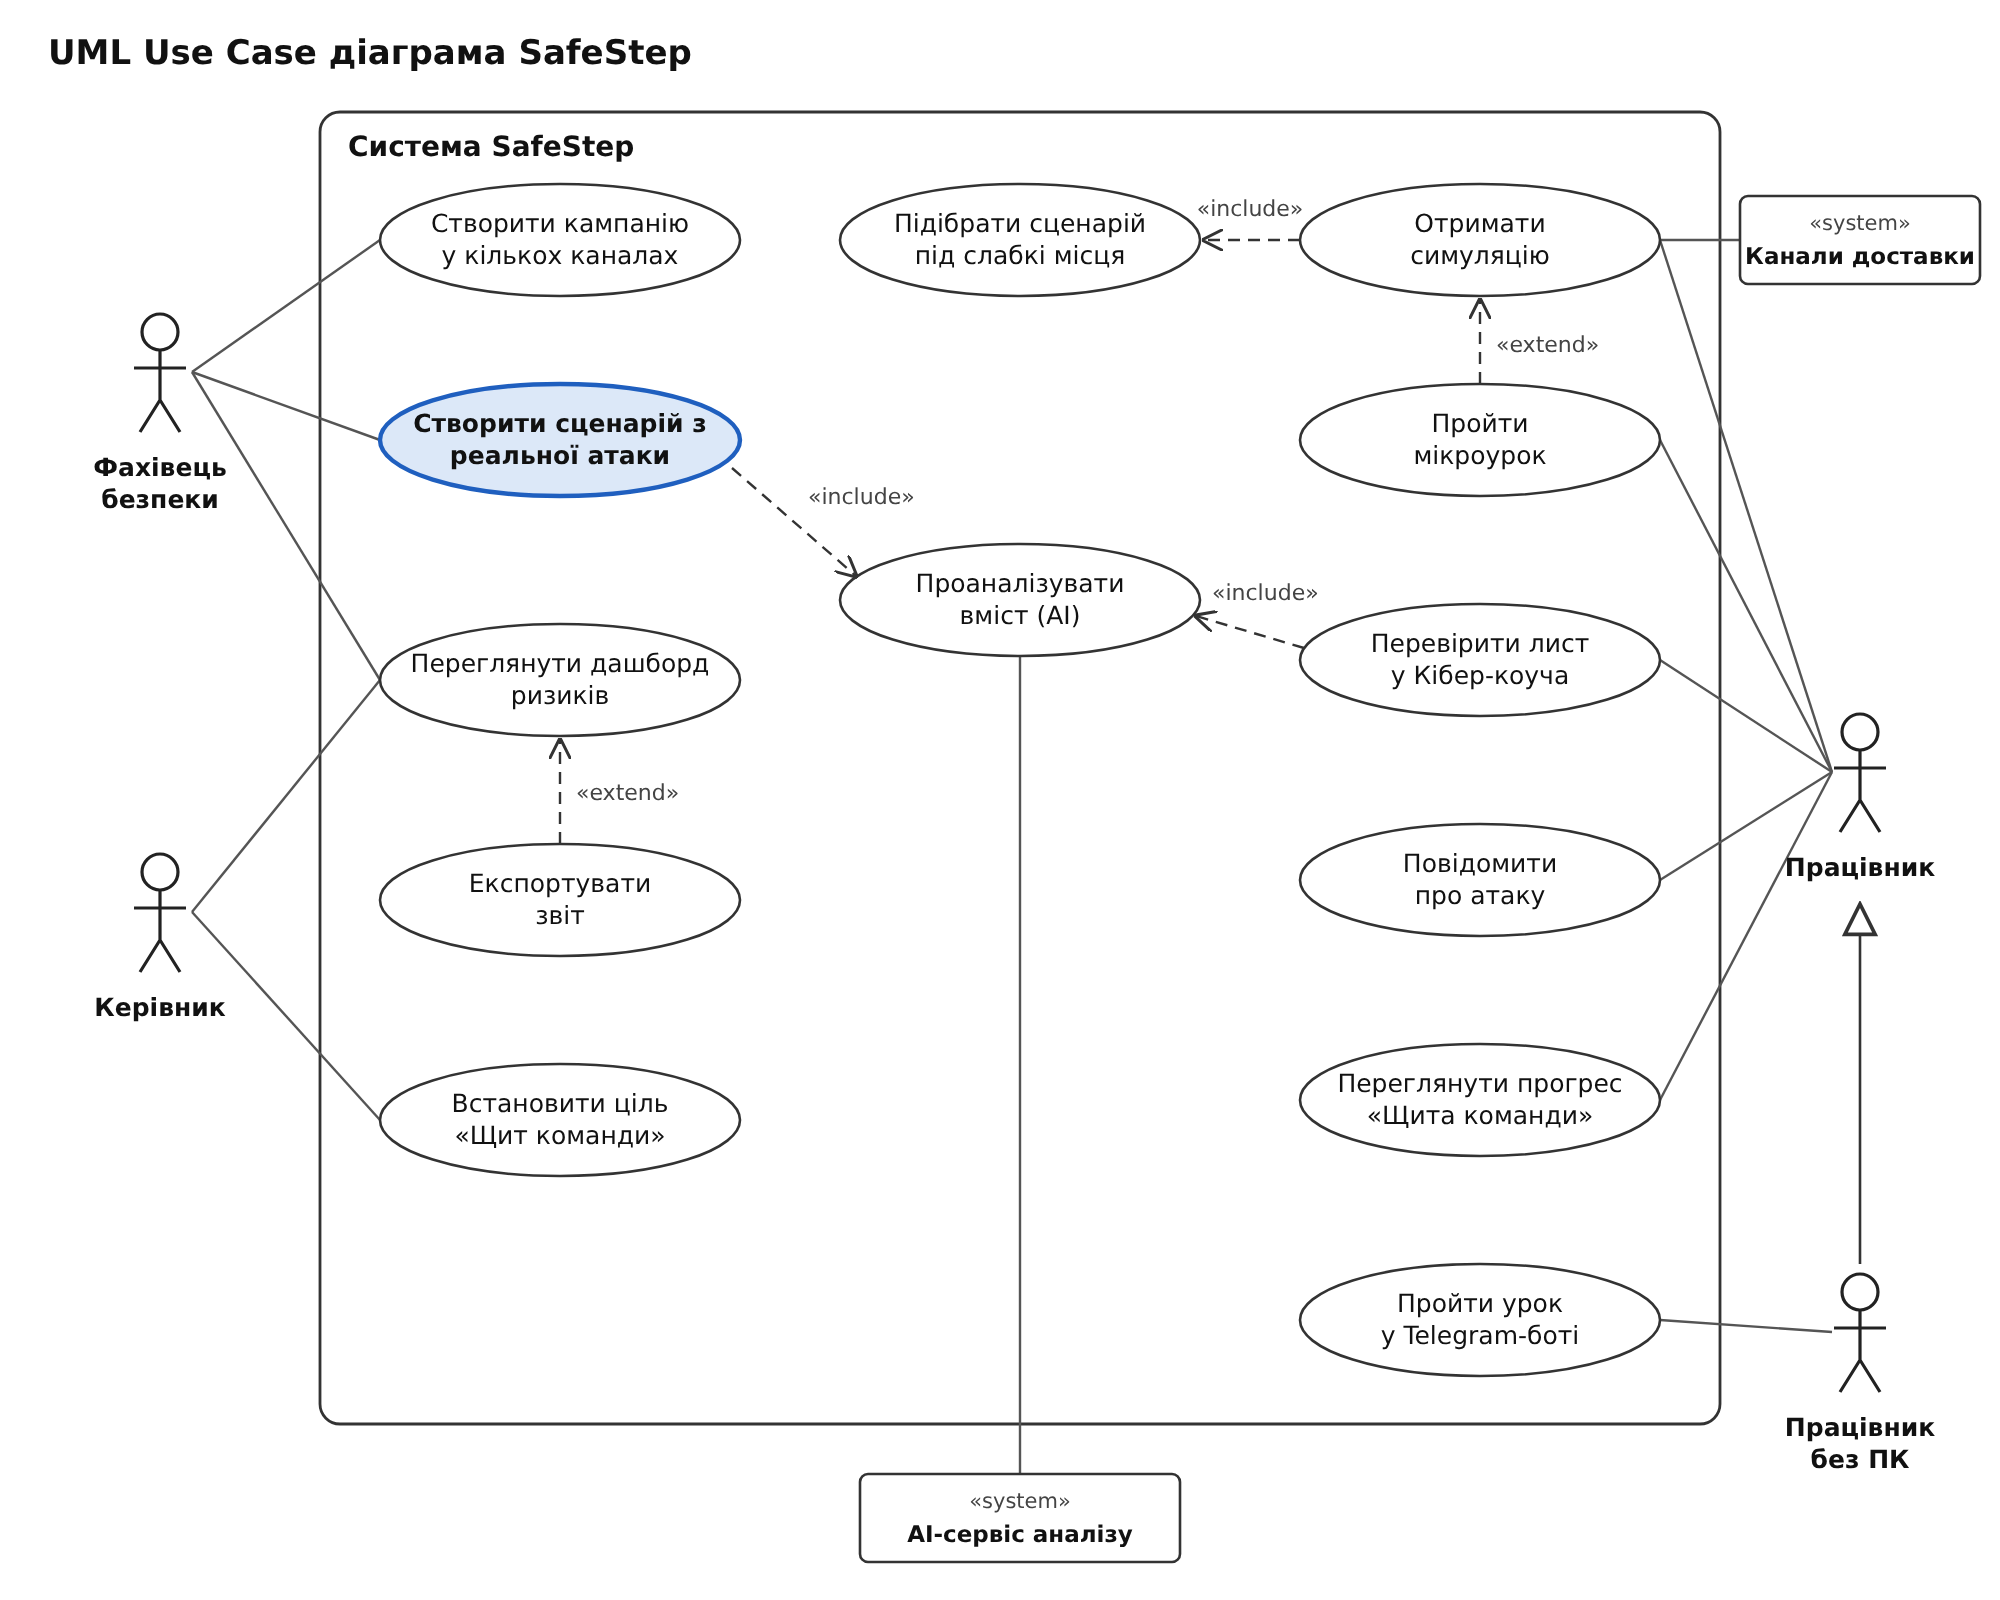 UML Use Case діаграма SafeStep
Система SafeStep
Створити кампанію
у кількох каналах
Підібрати сценарій
під слабкі місця
«include»
Отримати
симуляцію
«system»
Канали доставки
«extend»
Створити сценарій з
реальної атаки
Пройти
мікроурок
Фахівець
безпеки
«include»
Проаналізувати
вміст (AI)
«include»
Перевірити лист
у Кібер-коуча
Переглянути дашборд
ризиків
«extend»
Експортувати
звіт
Повідомити
про атаку
Працівник
Керівник
Встановити ціль
«Щит команди»
Переглянути прогрес
«Щита команди»
Пройти урок
у Telegram-боті
Працівник
без ПК
«system»
AI-сервіс аналізу